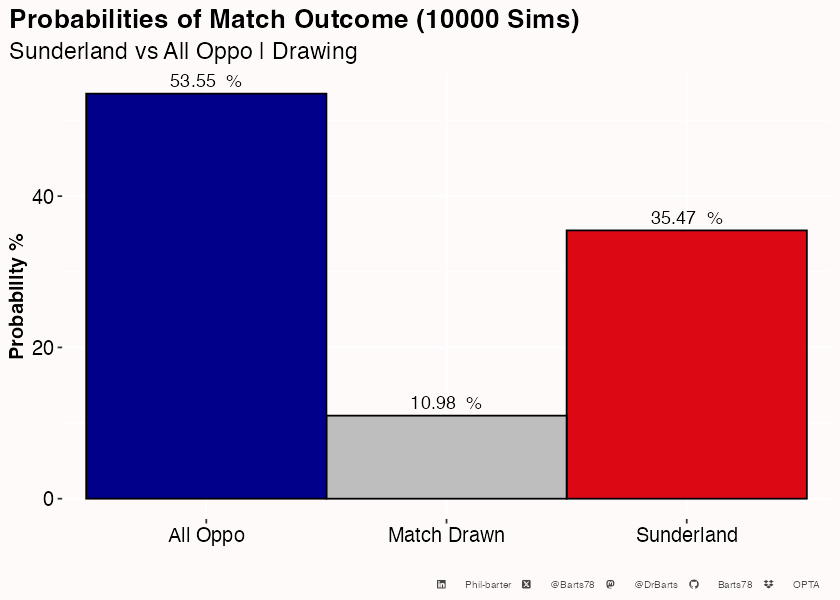 Probabilities of Match Outcome (10000 Sims)
Sunderland vs All Oppo | Drawing
53.55 %
35.47 %
10.98 %
Probability %
40
20
0
All Oppo Match Drawn Sunderland
Phil-barter @Barts78 @DrBarts Barts78 OPTA